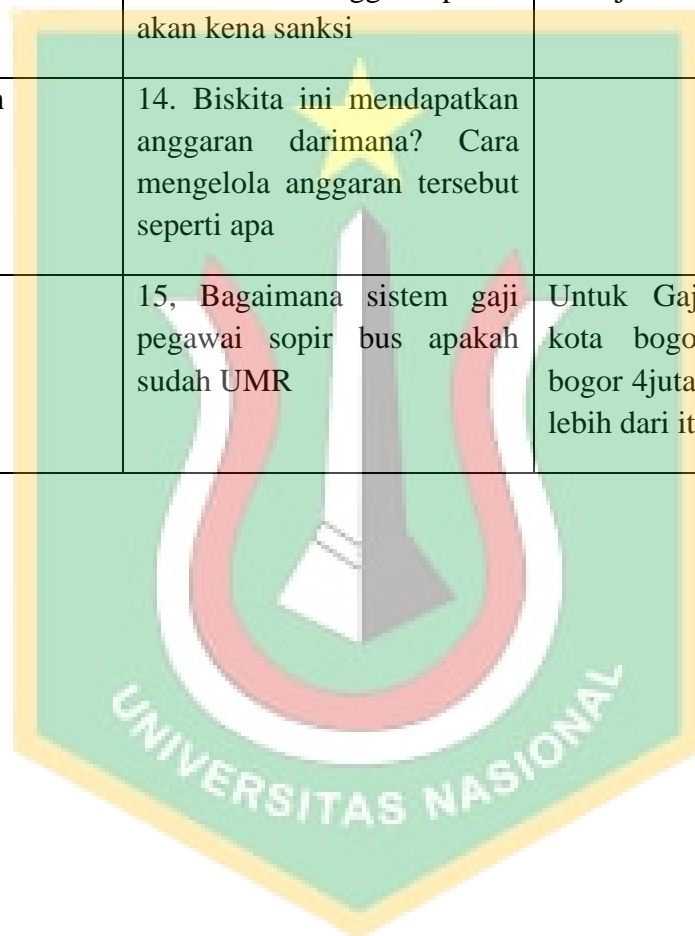 akan kena sanksi
14. Biskita ini mendapatkan
anggaran darimana? Cara
mengelola anggaran tersebut
seperti apa
15, Bagaimana sistem gaji
pegawai sopir bus apakah
sudah UMR
Untuk
kota
bogor 4juta
lebih dari
UNIVERSITAS NASIONAL